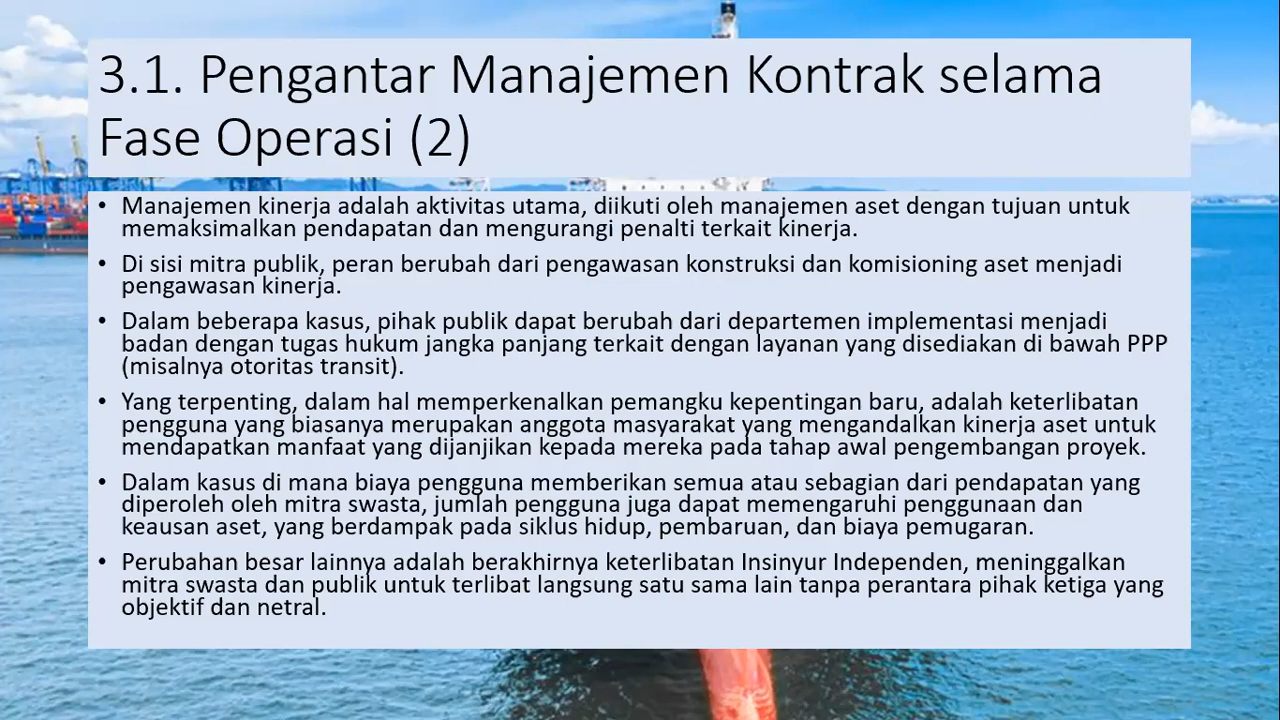 3.1. Pengantar Manajemen Kontrak selama
Fase Operasi (2)
• Manajemen kinerja adalah aktivitas utama, diikuti oleh manajemen aset dengan tujuan untuk
memaksimalkan pendapatan dan mengurangi penalti terkait kinerja.
• Di sisi mitra publik, peran berubah dari pengawasan konstruksi dan komisioning aset menjadi
pengawasan kinerja.
• Dalam beberapa kasus, pihak publik dapat berubah dari departemen implementasi menjadi
badan dengan tugas hukum jangka panjang terkait dengan layanan yang disediakan di bawah PPP
(misalnya otoritas transit).
• Yang terpenting, dalam hal memperkenalkan pemangku kepentingan baru, adalah keterlibatan
pengguna yang biasanya merupakan anggota masyarakat yang mengandalkan kinerja aset untuk
mendapatkan manfaat yang dijanjikan kepada mereka pada tahap awal pengembangan proyek.
• Dalam kasus di mana biaya pengguna memberikan semua atau sebagian dari pendapatan yang
diperoleh oleh mitra swasta, jumlah pengguna juga dapat memengaruhi penggunaan dan
keausan aset, yang berdampak pada siklus hidup, pembaruan, dan biaya pemugaran.
• Perubahan besar lainnya adalah berakhirnya keterlibatan Insinyur Independen, meninggalkan
mitra swasta dan publik untuk terlibat langsung satu sama lain tanpa perantara pihak ketiga yang
objektif dan netral.